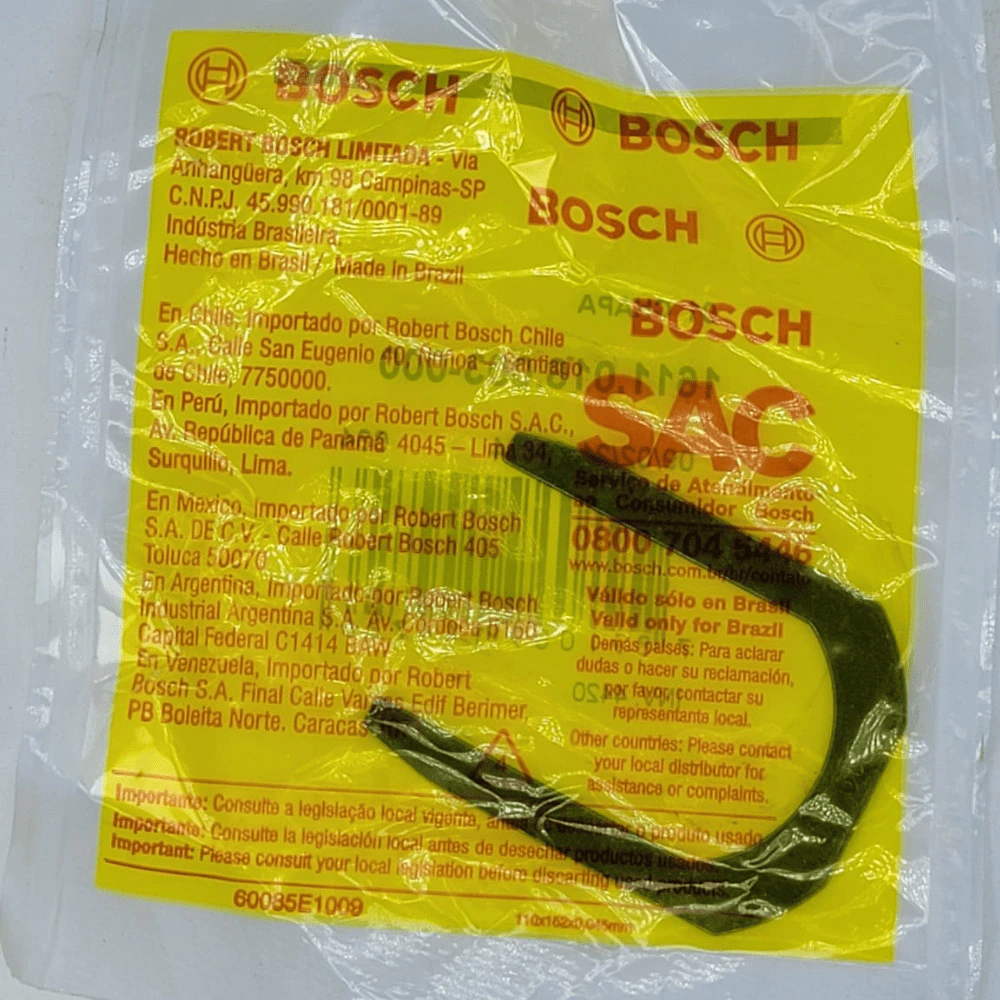 BOSCH
BOSCH
ROBERT BOSCH LIMITADA - Via
Anhangüera, km 98 Campinas-SP
C.N.P.J. 45.990.181/0001-89
Indústria Brasileira.
Hecho en Brasil / Made In Brazil
BOSCH
BOSCH
SAC
Serviço de Atendimento
ao Consumidor Bosch
0800 704 5446
www.bosch.com.br/br/contato
Válido sólo en Brasil
Valid only for Brazil
Demás países: Para aclarar
dudas o hacer su reclamación,
por favor, contactar su
representante local.
Other countries: Please contact
your local distributor for
assistance or complaints.
En Chile, Importado por Robert Bosch Chile
S.A., Calle San Eugenio 40, Ñuñoa - Santiago
de Chile, 7750000.
En Perú, Importado por Robert Bosch S.A.C.,
AV. República de Panamá 4045 – Lima 34,
Surquillo, Lima.
En Mexico, Importado por Robert Bosch
S.A. DE C.V. - Calle Robert Bosch 405
Toluca 50070
En Argentina, Importado por Robert Bosch
Industrial Argentina S.A. Av. Córdoba 5160
Capital Federal C1414 BAW
En Venezuela, Importado por Robert
Bosch S.A. Final Calle Vargas Edif Berimer
PB Boleita Norte. Caracas
Importante: Consulte a legislação local vigente, antes o produto usado.
Importante: Consulte la legislación local antes de desechar productos usados.
Important: Please consult your local legislation before discarting used products.
60085E1009
110x162x0,045mm